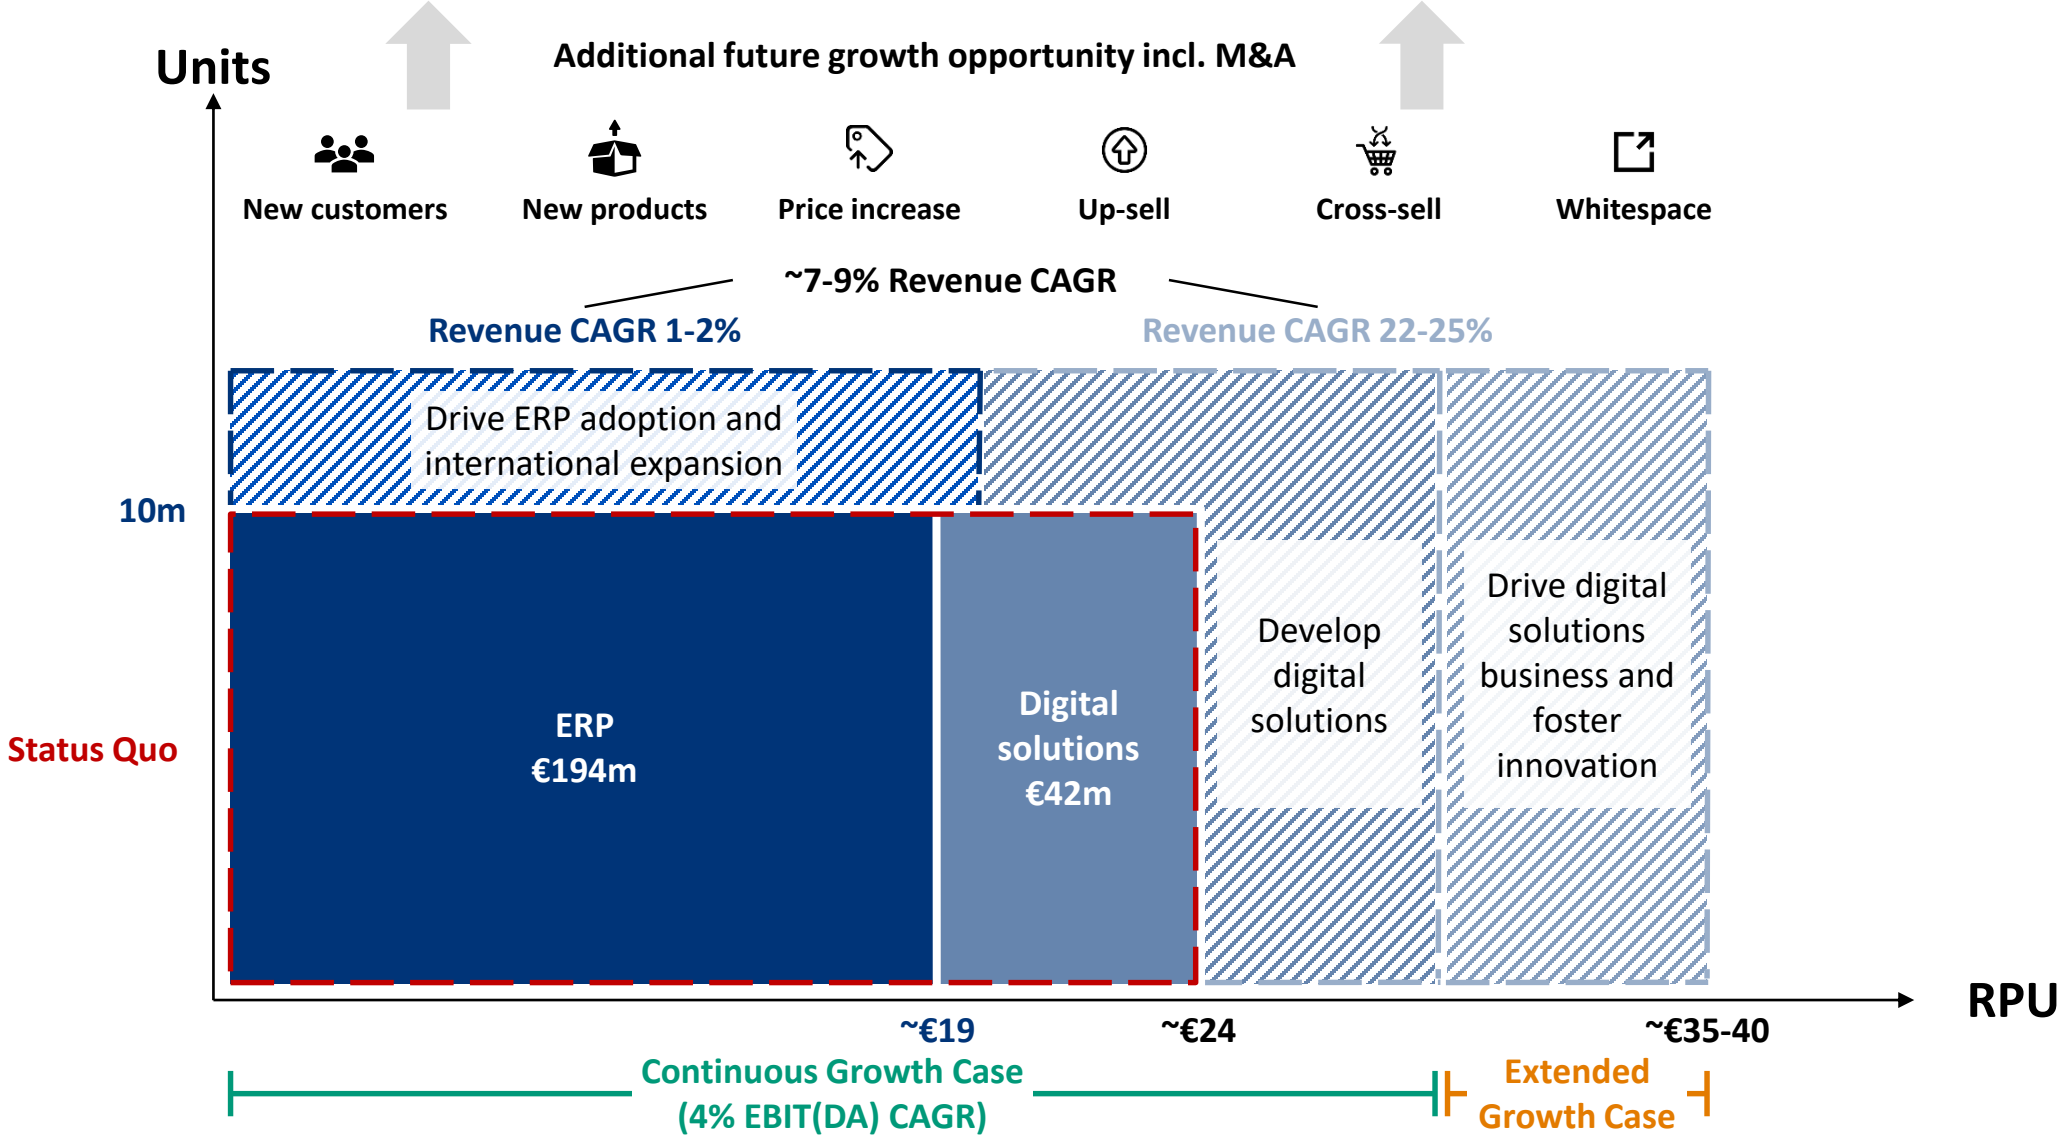 Additional future growth opportunity incl. M&A
Units
New customers
New products
Price increase
Up-sell
Cross-sell
Whitespace
~7-9% Revenue CAGR
Revenue CAGR 1-2%
Revenue CAGR 22-25%
Drive ERP adoption and
international expansion
10m
Status Quo
ERP
€194m
Digital
solutions
€42m
Develop
digital
solutions
Drive digital
solutions
business and
foster
innovation
RPU
~€19
~€24
~€35-40
Continuous Growth Case
(4% EBIT(DA) CAGR)
Extended
Growth Case